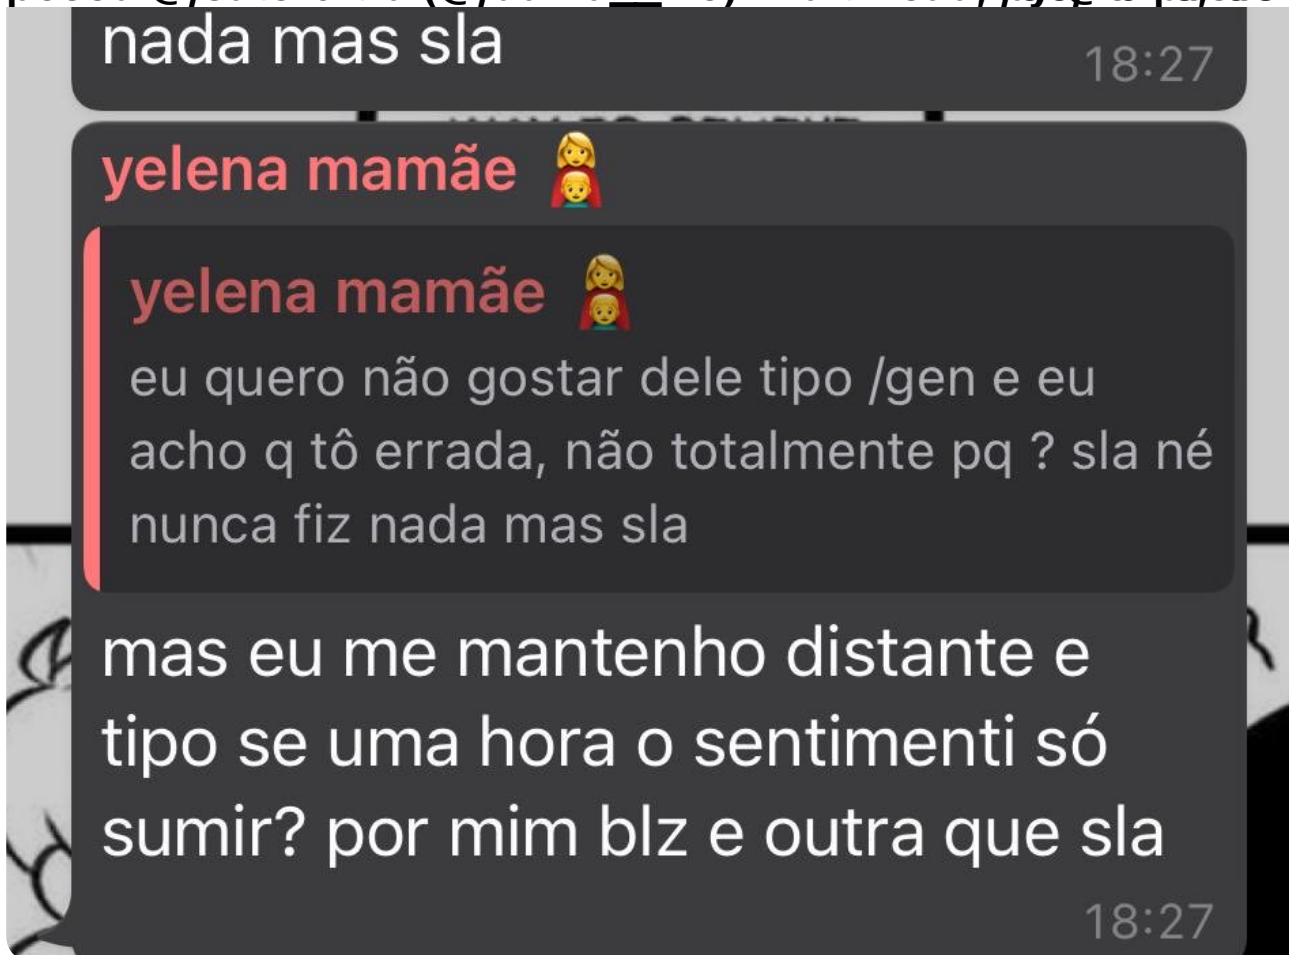 nada mas sla
18:27
yelena mamãe
yelena mamãe
eu quero não gostar dele tipo /gen e eu
acho q tô errada, não totalmente pq ? sla né
nunca fiz nada mas sla
mas eu me mantenho distante e
tipo se uma hora o sentimenti só
sumir? por mim blz e outra que sla
18:27